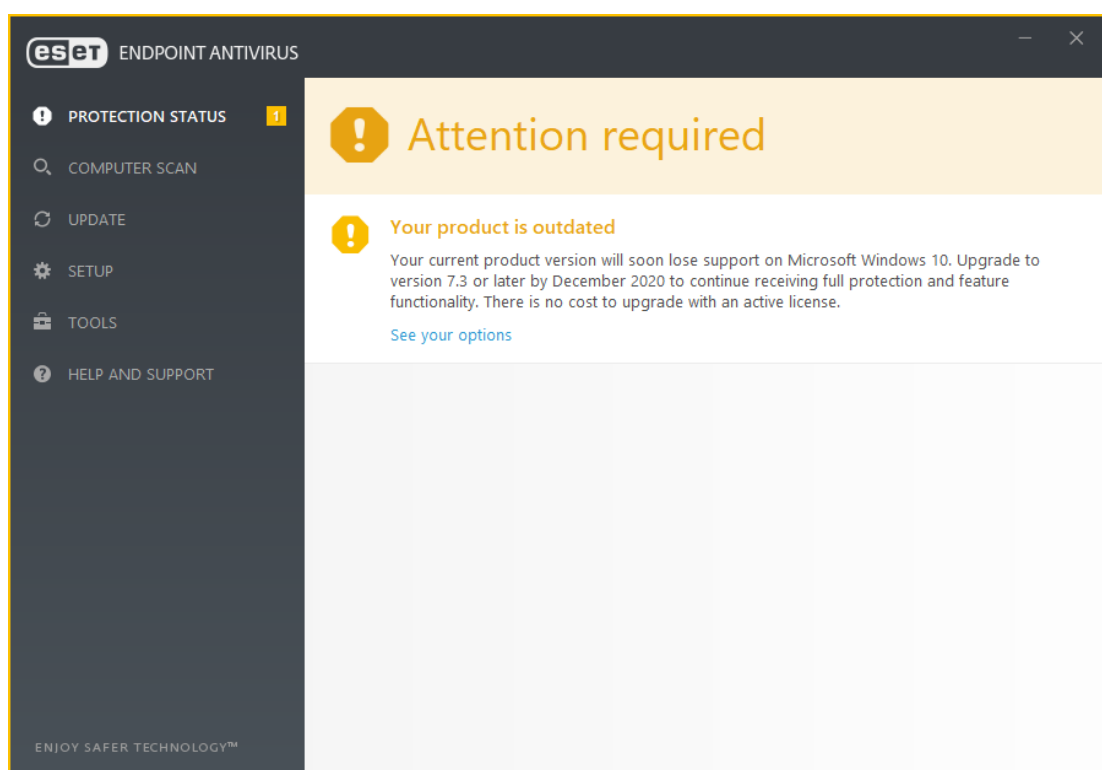 eset ENDPOINT ANTIVIRUS
PROTECTION STATUS 1
COMPUTER SCAN
UPDATE
SETUP
TOOLS
HELP AND SUPPORT
ENJOY SAFER TECHNOLOGY™
Attention required
Your product is outdated
Your current product version will soon lose support on Microsoft Windows 10. Upgrade to
version 7.3 or later by December 2020 to continue receiving full protection and feature
functionality. There is no cost to upgrade with an active license.
See your options